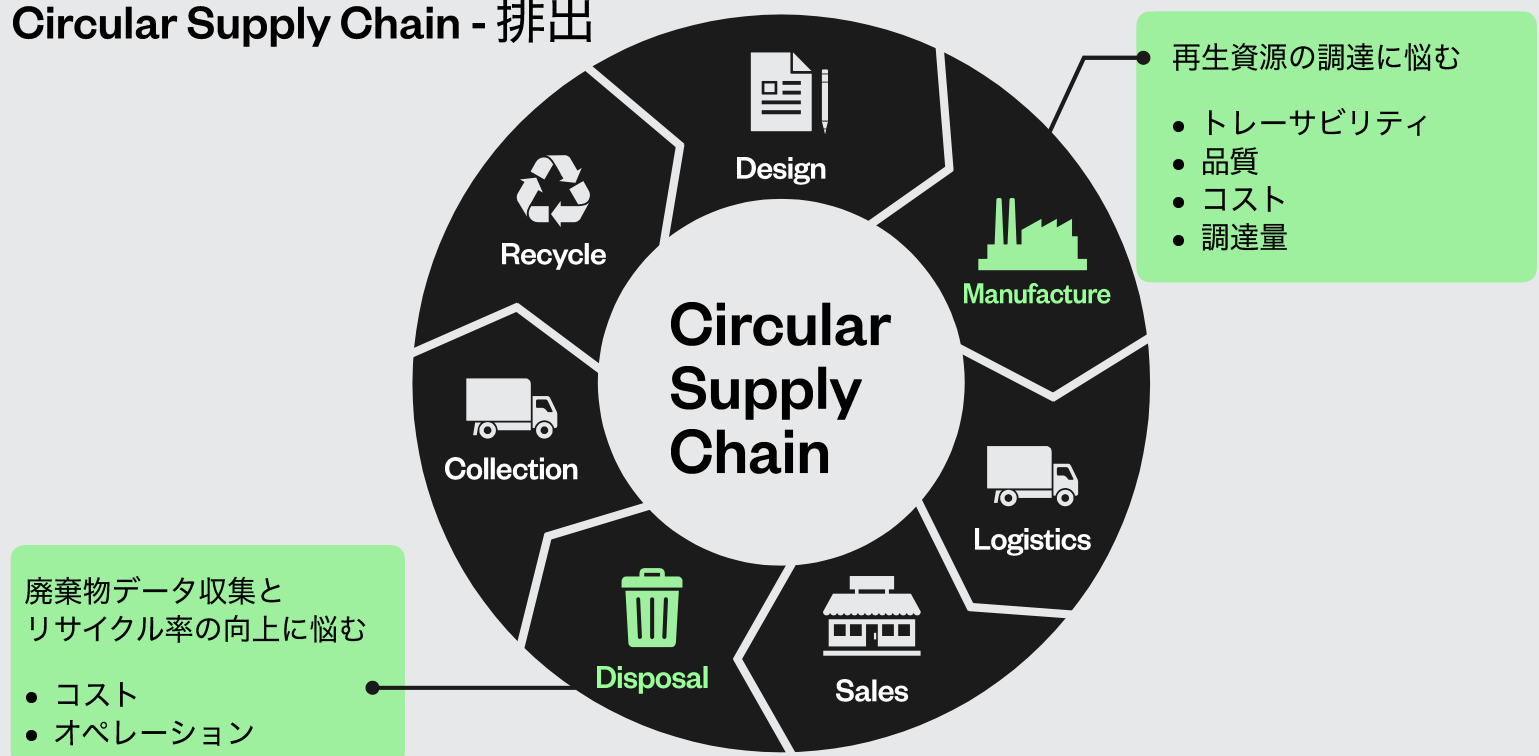 Circular Supply Chain - 排出
Design
Manufacture
Logistics
Sales
Disposal
Collection
Recycle
Circular
Supply
Chain
再生資源の調達に悩む
• トレーサビリティ
• 品質
• コスト
• 調達量
廃棄物データ収集と
リサイクル率の向上に悩む
• コスト
• オペレーション